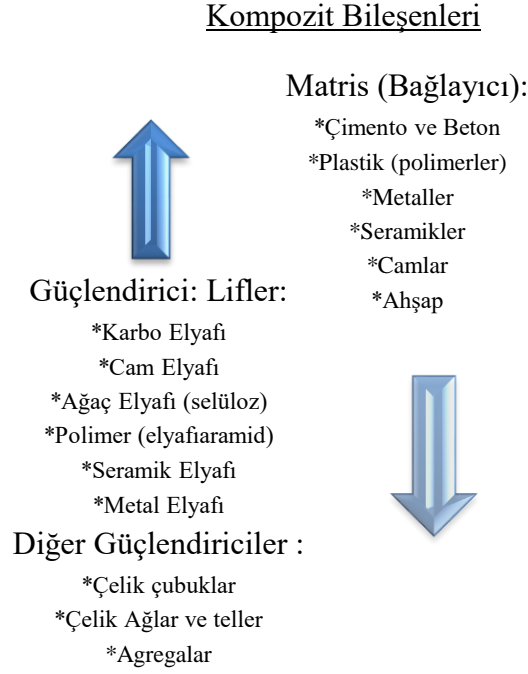 Kompozit Bileşenleri
Matris (Bağlayıcı):
*Çimento ve Beton
*Plastik (polimerler)
*Metaller
*Seramikler
*Camlar
*Ahşap
Güçlendirici: Lifler:
*Karbo Elyafı
*Cam Elyafı
*Ağaç Elyafı (selüloz)
*Polimer (elyafıaramid)
*Seramik Elyafı
*Metal Elyafı
Diğer Güçlendiriciler :
*Çelik çubuklar
*Çelik Ağlar ve teller
*Agregalar